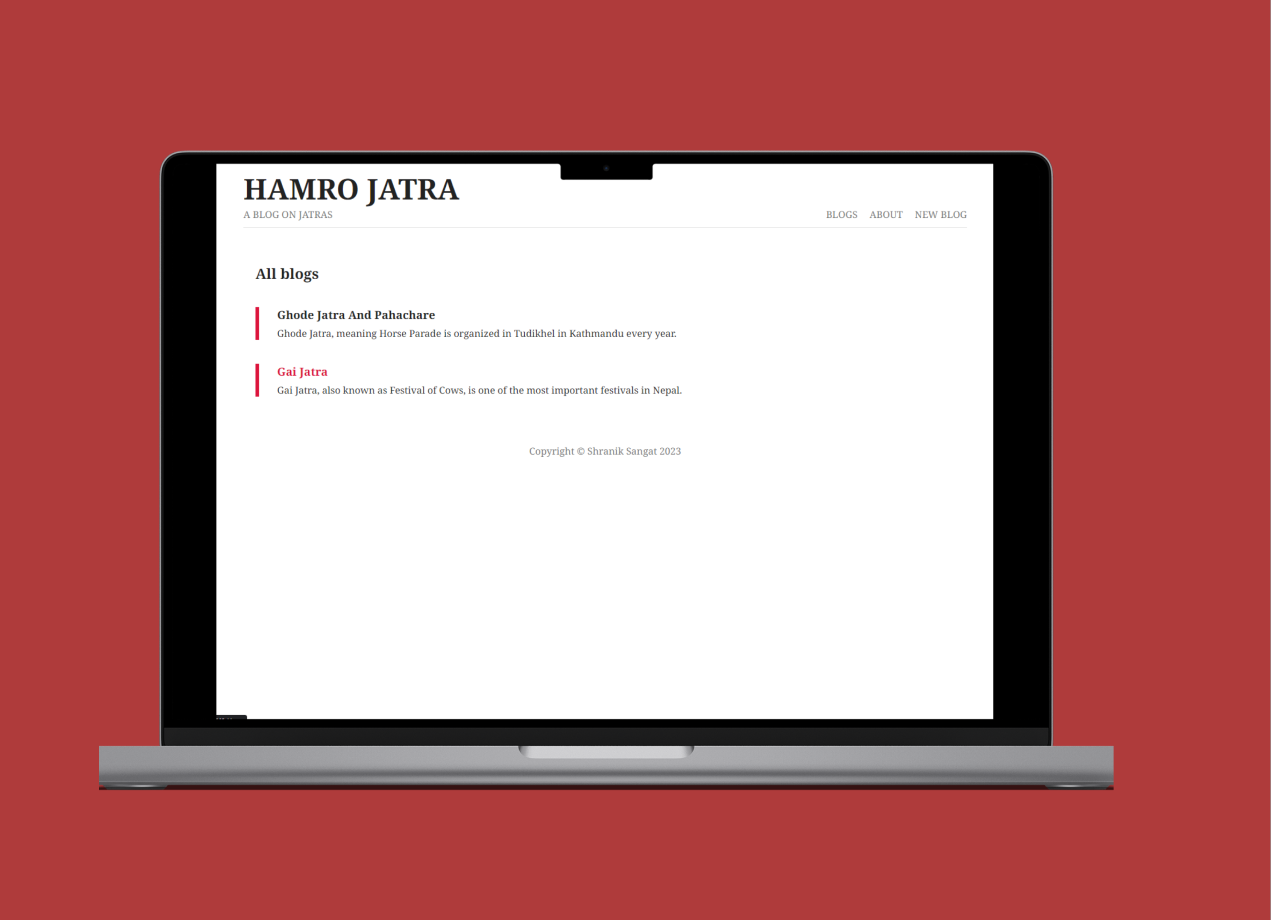 HAMRO JATRA
A BLOG ON JATRAS
BLOGS ABOUT NEW BLOG
All blogs
Ghode Jatra And Pahachare
Ghode Jatra, meaning Horse Parade is organized in Tudikhel in Kathmandu every year.
Gai Jatra
Gai Jatra, also known as Festival of Cows, is one of the most important festivals in Nepal.
Copyright © Shranik Sangat 2023